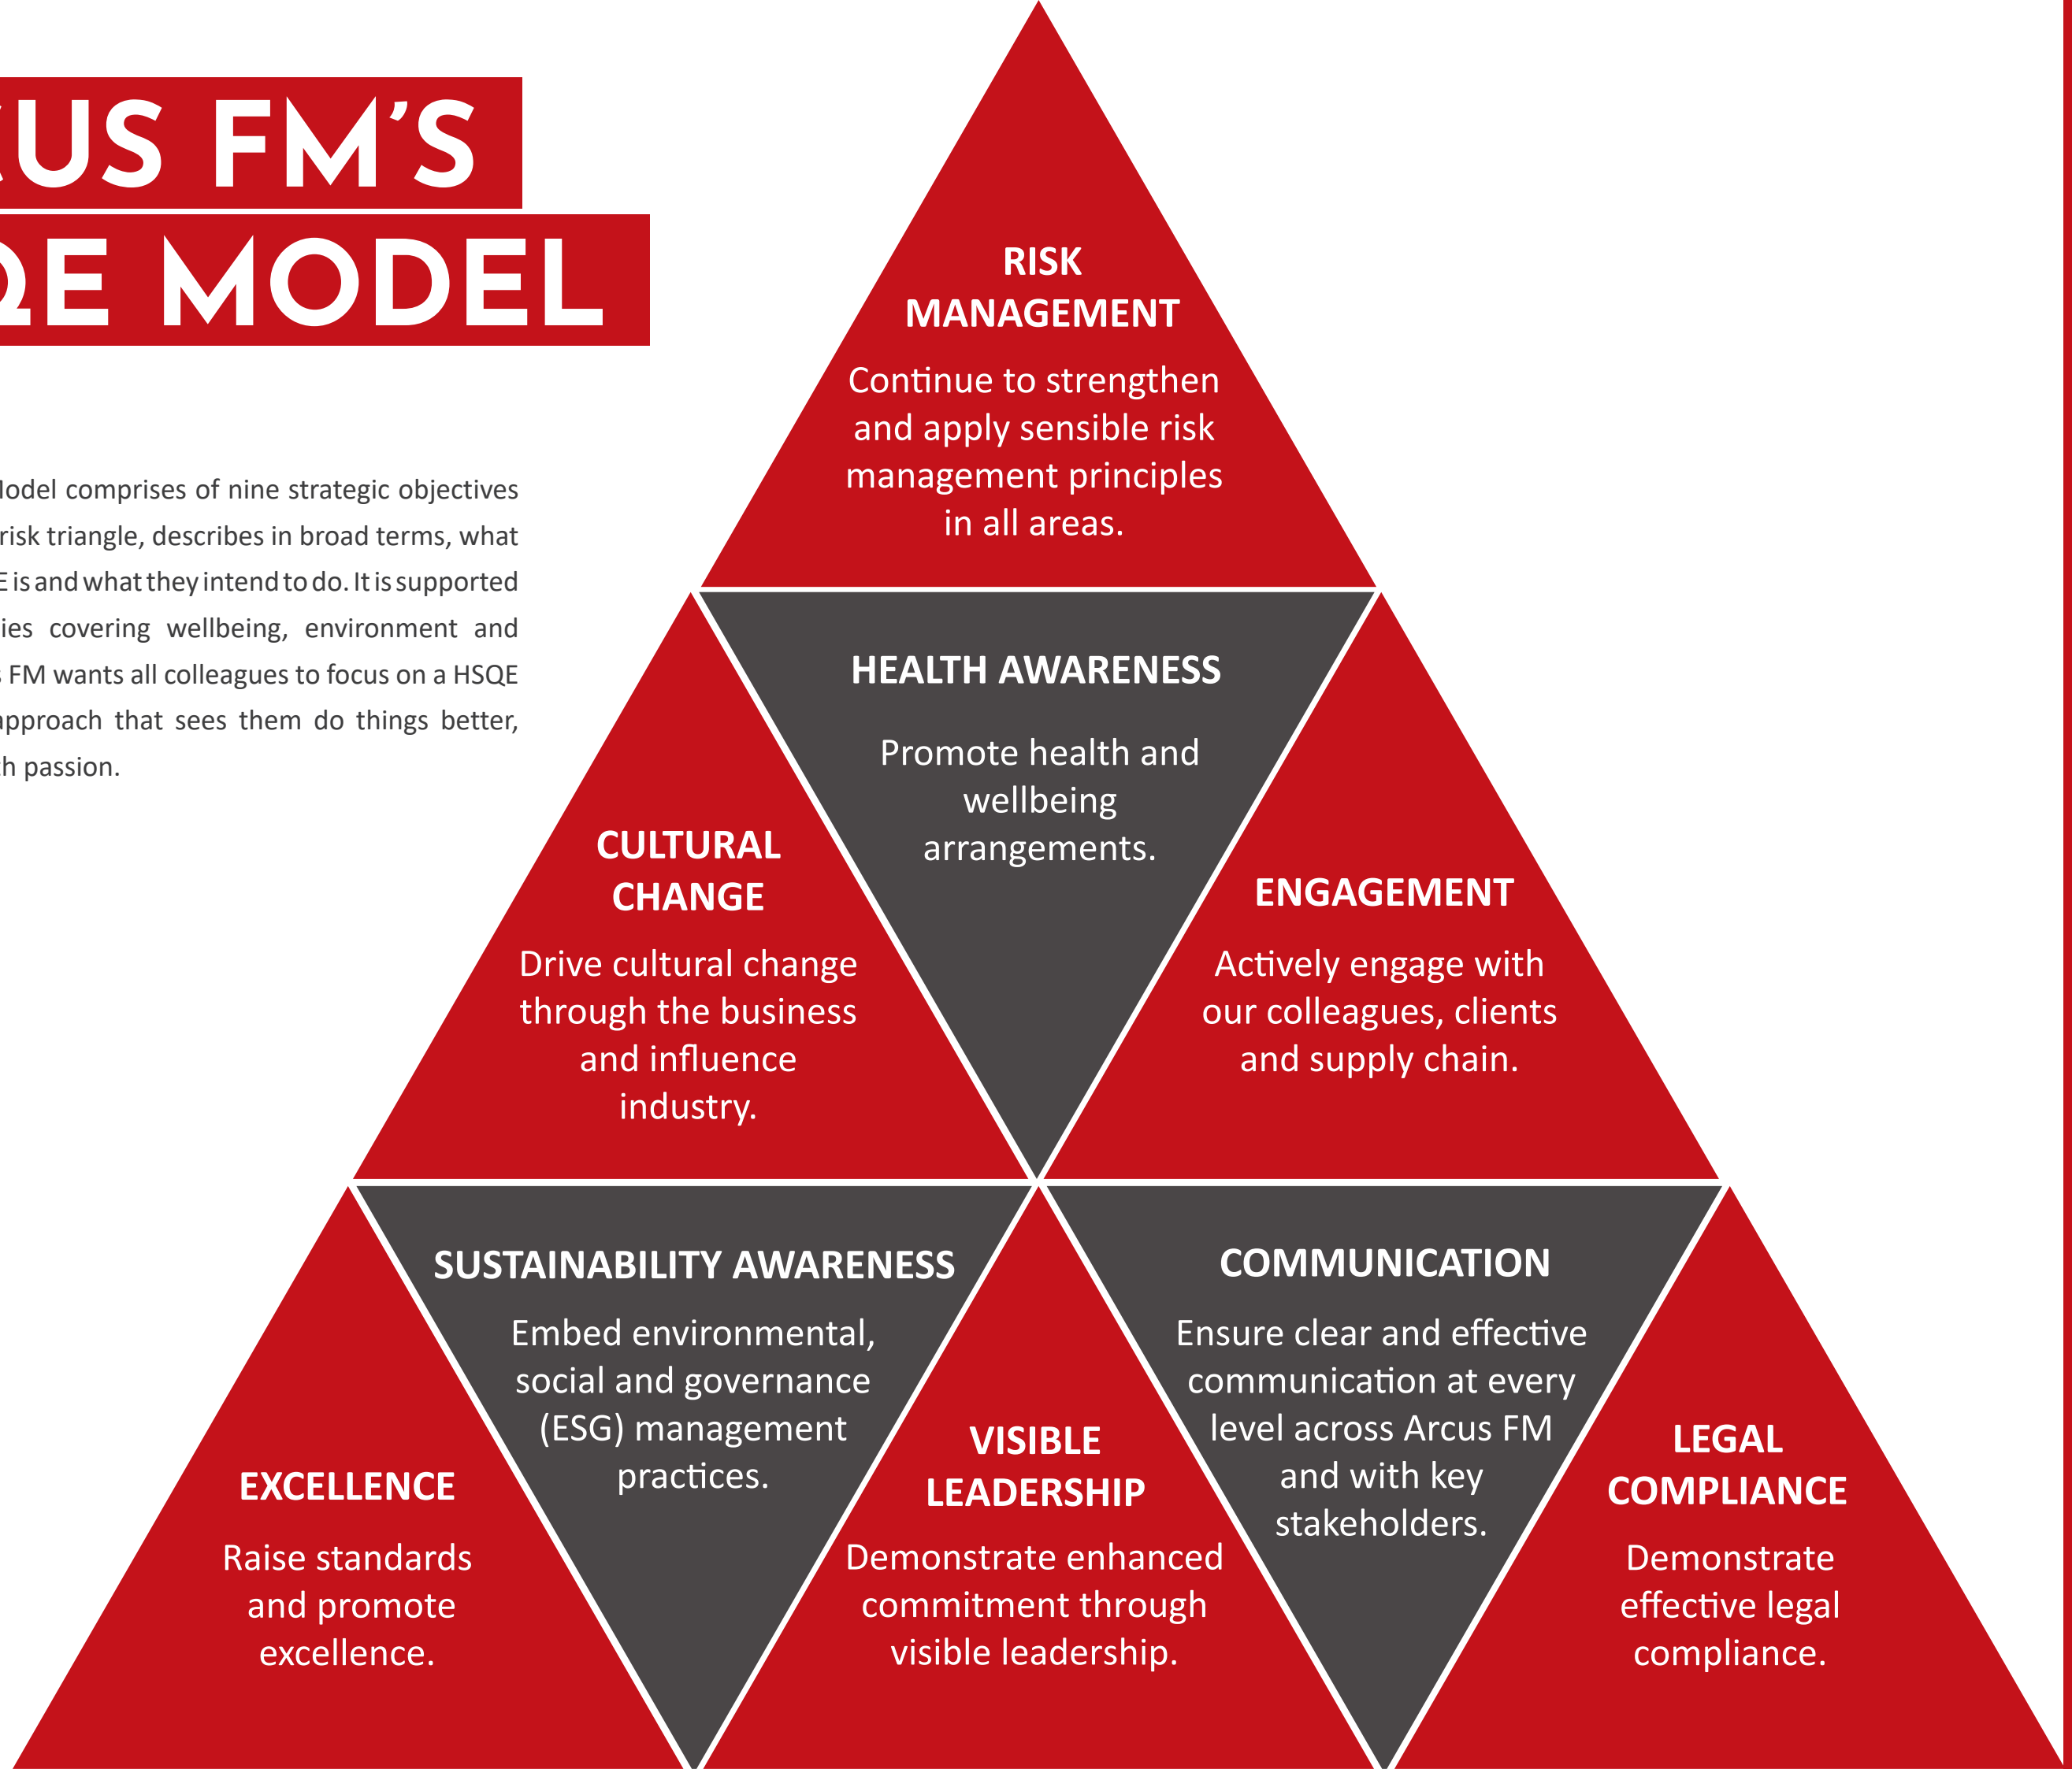 US FM'S
QE MODEL
Model comprises of nine strategic objectives
risk triangle, describes in broad terms, what
E is and what they intend to do. It is supported
ies covering wellbeing, environment and
s FM wants all colleagues to focus on a HSQE
approach that sees them do things better,
th passion.
RISK
MANAGEMENT
Continue to strengthen
and apply sensible risk
management principles
in all areas.
HEALTH AWARENESS
Promote health and
wellbeing
arrangements.
CULTURAL
CHANGE
Drive cultural change
through the business
and influence
industry.
ENGAGEMENT
Actively engage with
our colleagues, clients
and supply chain.
SUSTAINABILITY AWARENESS
Embed environmental,
social and governance
(ESG) management
practices.
COMMUNICATION
Ensure clear and effective
communication at every
level across Arcus FM
and with key
stakeholders.
EXCELLENCE
Raise standards
and promote
excellence.
VISIBLE
LEADERSHIP
Demonstrate enhanced
commitment through
visible leadership.
LEGAL
COMPLIANCE
Demonstrate
effective legal
compliance.